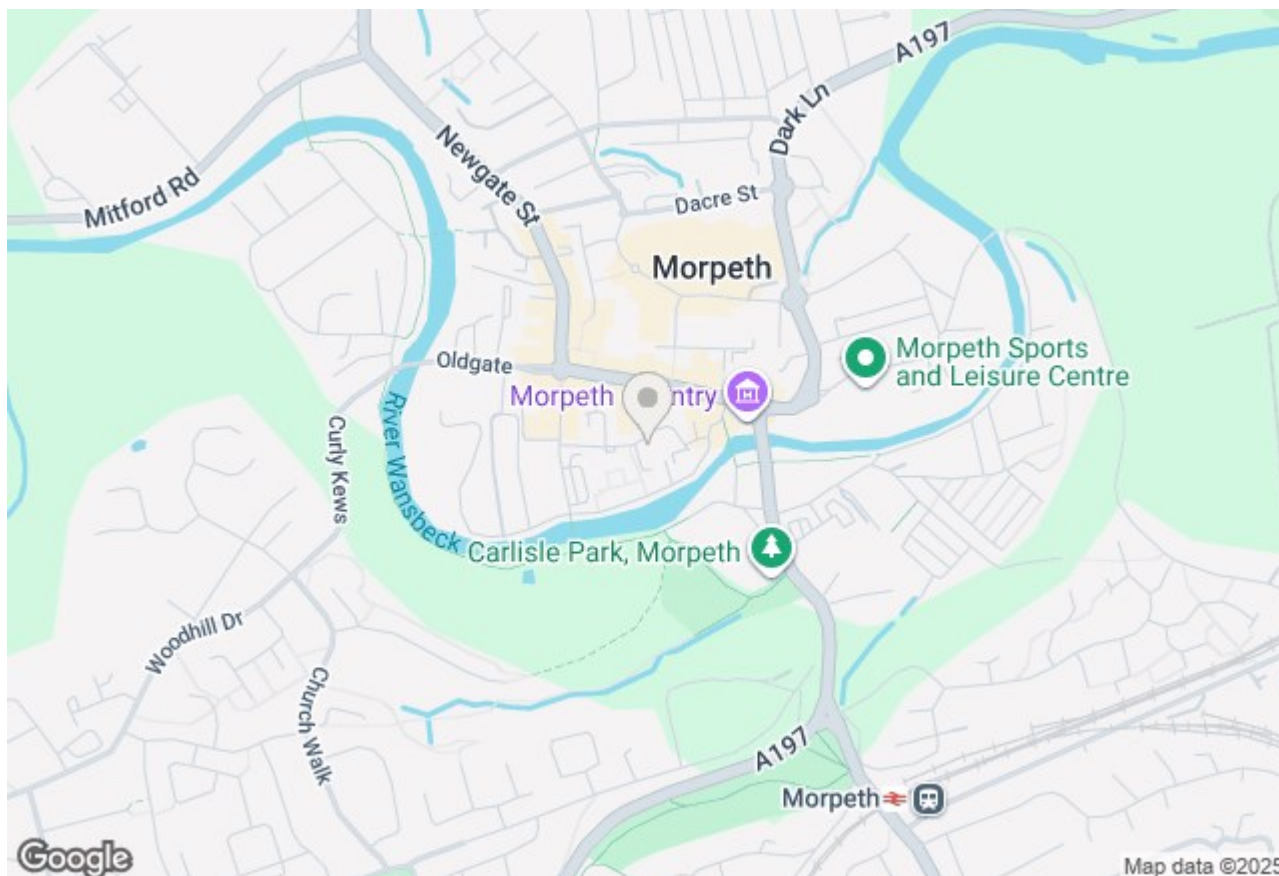 A197
Dark Ln
Newgate St
Mitford Rd
Dacre St
Morpeth
Oldgate
Morpeth Sports
and Leisure Centre
Morpeth
ntry
Curly Kews
River Wansbeck
Carlisle Park, Morpeth
Woodhill Dr
Church Walk
A197
Morpeth
Google
Map data ©2025